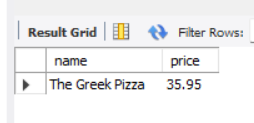 Result Grid Filter Rows:
name price
The Greek Pizza 35.95